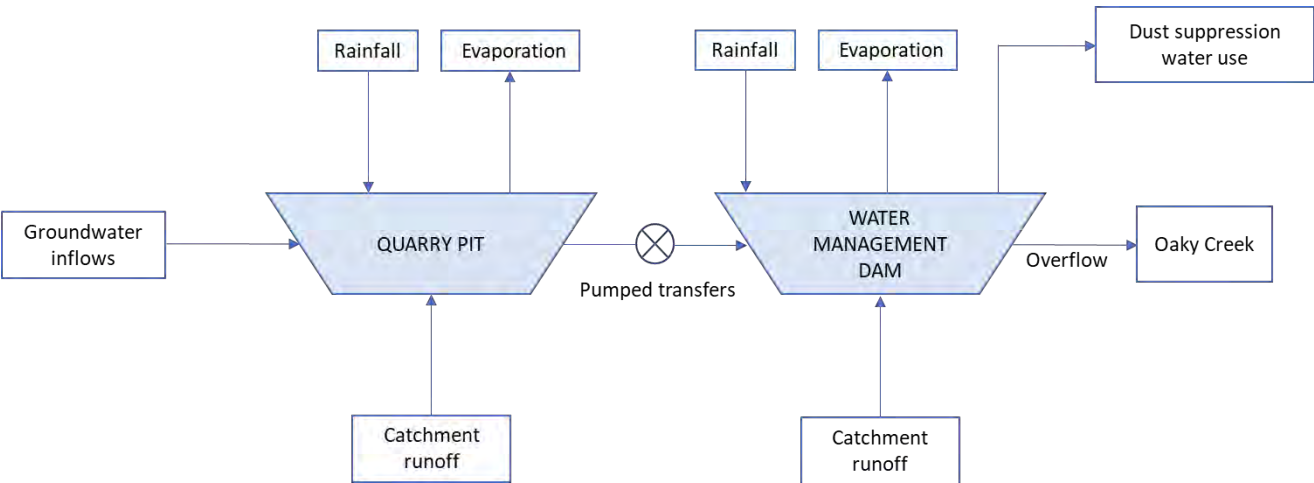 Rainfall
Evaporation
Rainfall
Evaporation
Dust suppression
water use
Groundwater
inflows
QUARRY PIT
Pumped transfers
WATER
MANAGEMENT
DAM
Overflow
Oaky Creek
Catchment
runoff
Catchment
runoff